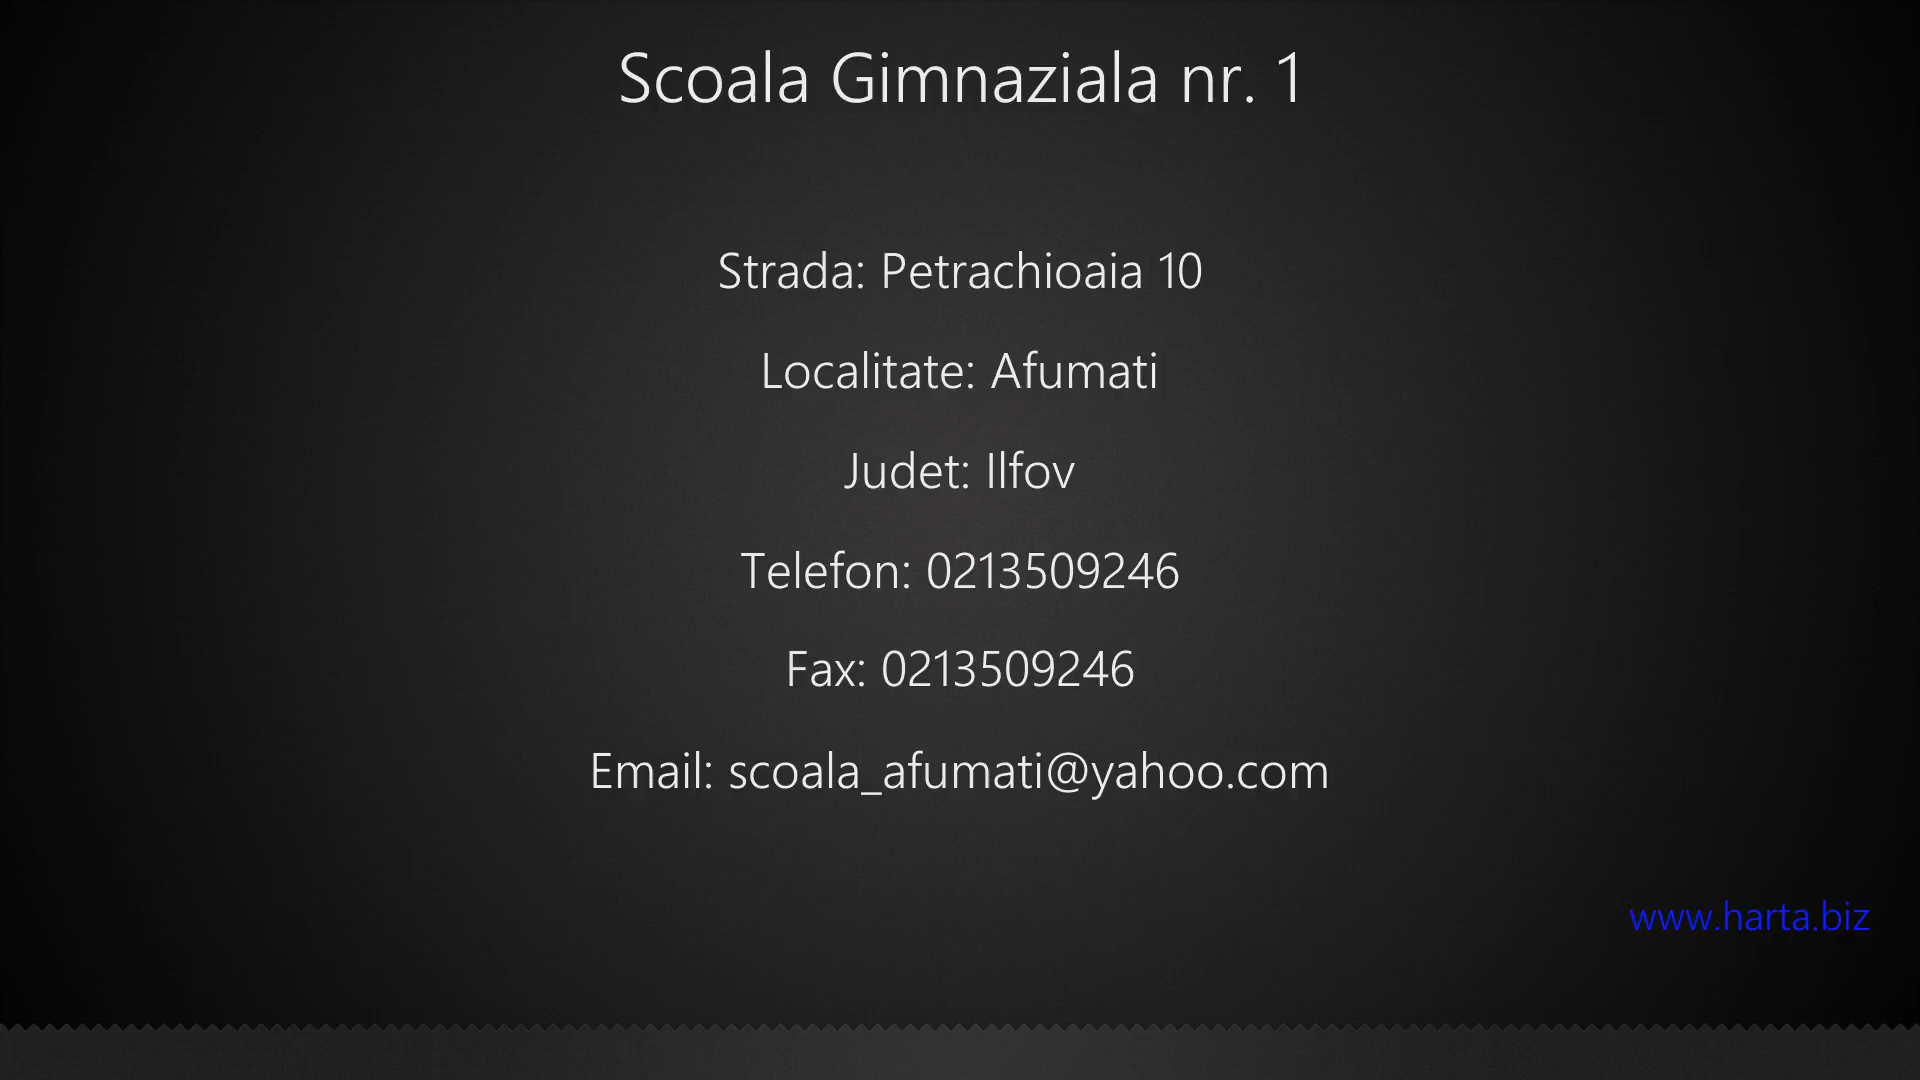 Scoala Gimnaziala nr. 1
Strada: Petrachioaia 10
Localitate: Afumati
Judet: Ilfov
Telefon: 0213509246
Fax: 0213509246
Email: scoala_afumati@yahoo.com
www.harta.biz